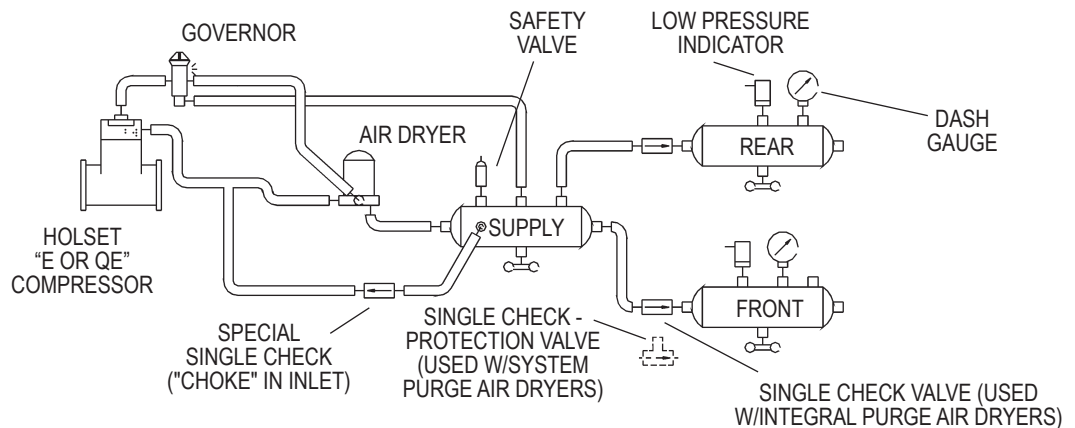 GOVERNOR
SAFETY
VALVE
LOW PRESSURE
INDICATOR
DASH
GAUGE
AIR DRYER
REAR
SUPPLY
HOLSET
“E OR QE”
COMPRESSOR
FRONT
SPECIAL
SINGLE CHECK
("CHOKE" IN INLET)
SINGLE CHECK -
PROTECTION VALVE
(USED W/SYSTEM
PURGE AIR DRYERS)
SINGLE CHECK VALVE (USED
W/INTEGRAL PURGE AIR DRYERS)